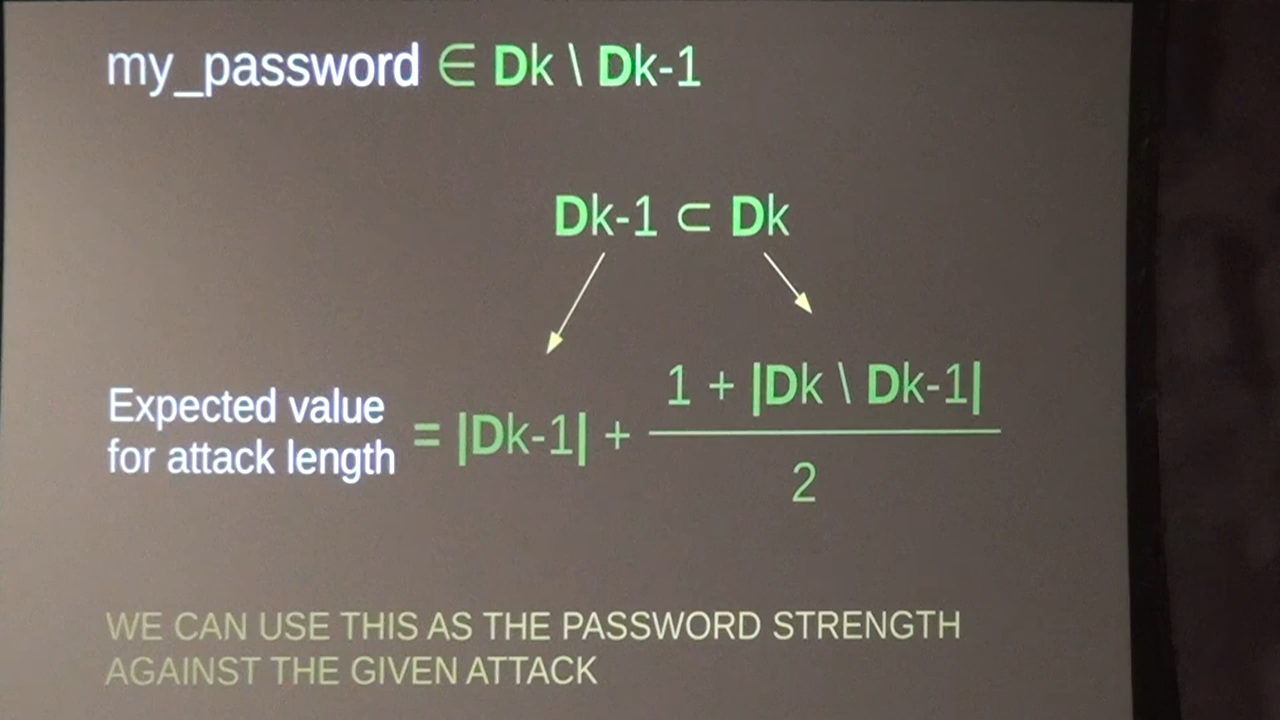 my_password ∈ Dk \ Dk-1
Dk-1 ⊂ Dk
Expected value
for attack length
= |Dk-1| +
1 + |Dk \ Dk-1|
2
WE CAN USE THIS AS THE PASSWORD STRENGTH
AGAINST THE GIVEN ATTACK